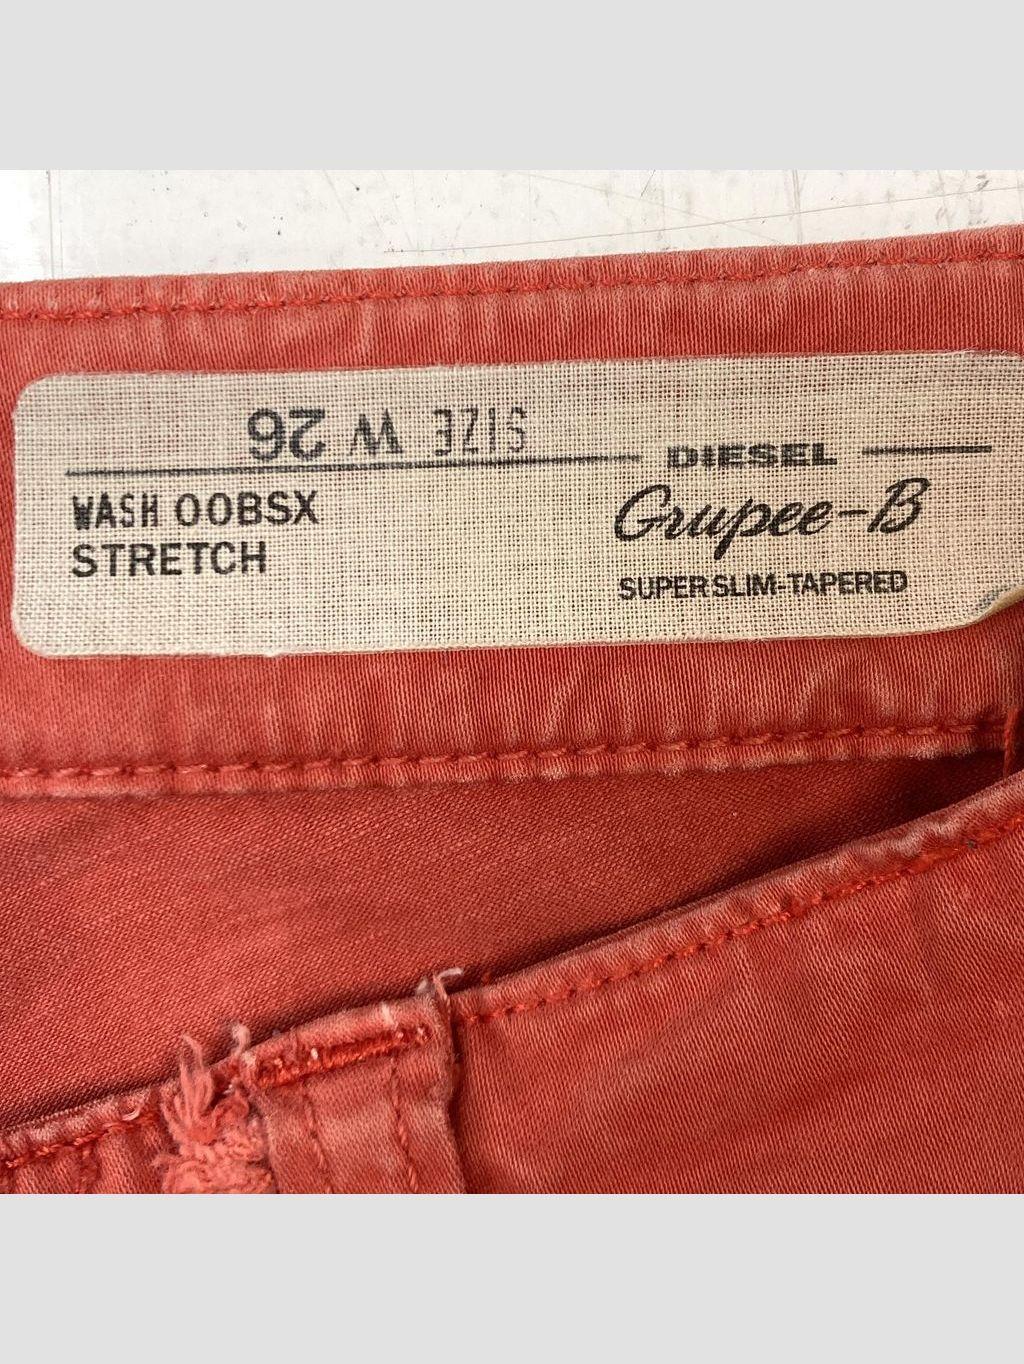 SIZE W 26
DIESEL
WASH 00BSX
STRETCH
Grupee-B
SUPER SLIM-TAPERED